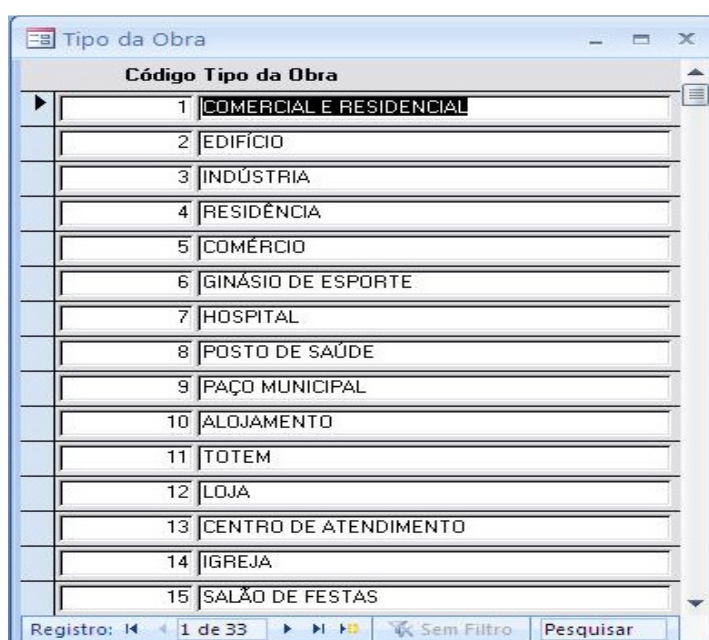 Tipo da Obra
Código Tipo da Obra
1 COMERCIAL E RESIDENCIAL
2 EDIFÍCIO
3 INDÚSTRIA
4 RESIDÊNCIA
5 COMÉRCIO
6 GINÁSIO DE ESPORTE
7 HOSPITAL
8 POSTO DE SAÚDE
9 PAÇO MUNICIPAL
10 ALOJAMENTO
11 TOTEM
12 LOJA
13 CENTRO DE ATENDIMENTO
14 IGREJA
15 SALÃO DE FESTAS
Registro: 1 de 33 Sem Filtro Pesquisar